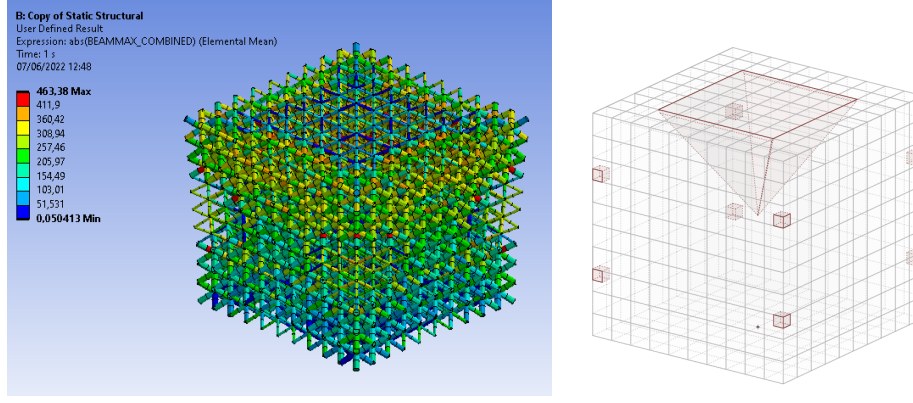 B: Copy of Static Structural
User Defined Result
Expression: abs(BEAMMAX_COMBINED) (Elemental Mean)
Time: 1 s
07/06/2022 12:48
463,38 Max
411,9
360,42
308,94
257,46
205,97
154,49
103,01
51,531
0,050413 Min